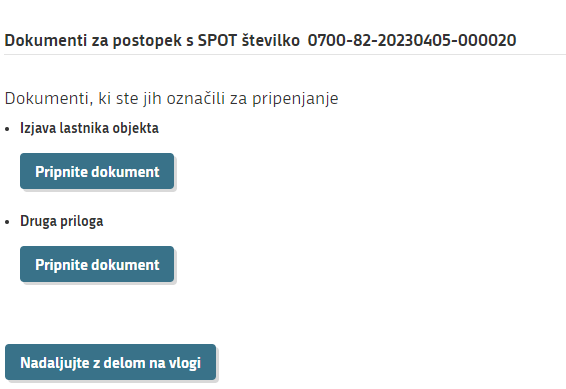 Dokumenti za postopek s SPOT številko 0700-82-20230405-000020
Dokumenti, ki ste jih označili za pripenjanje
• Izjava lastnika objekta
Pripnite dokument
• Druga priloga
Pripnite dokument
Nadaljujte z delom na vlogi